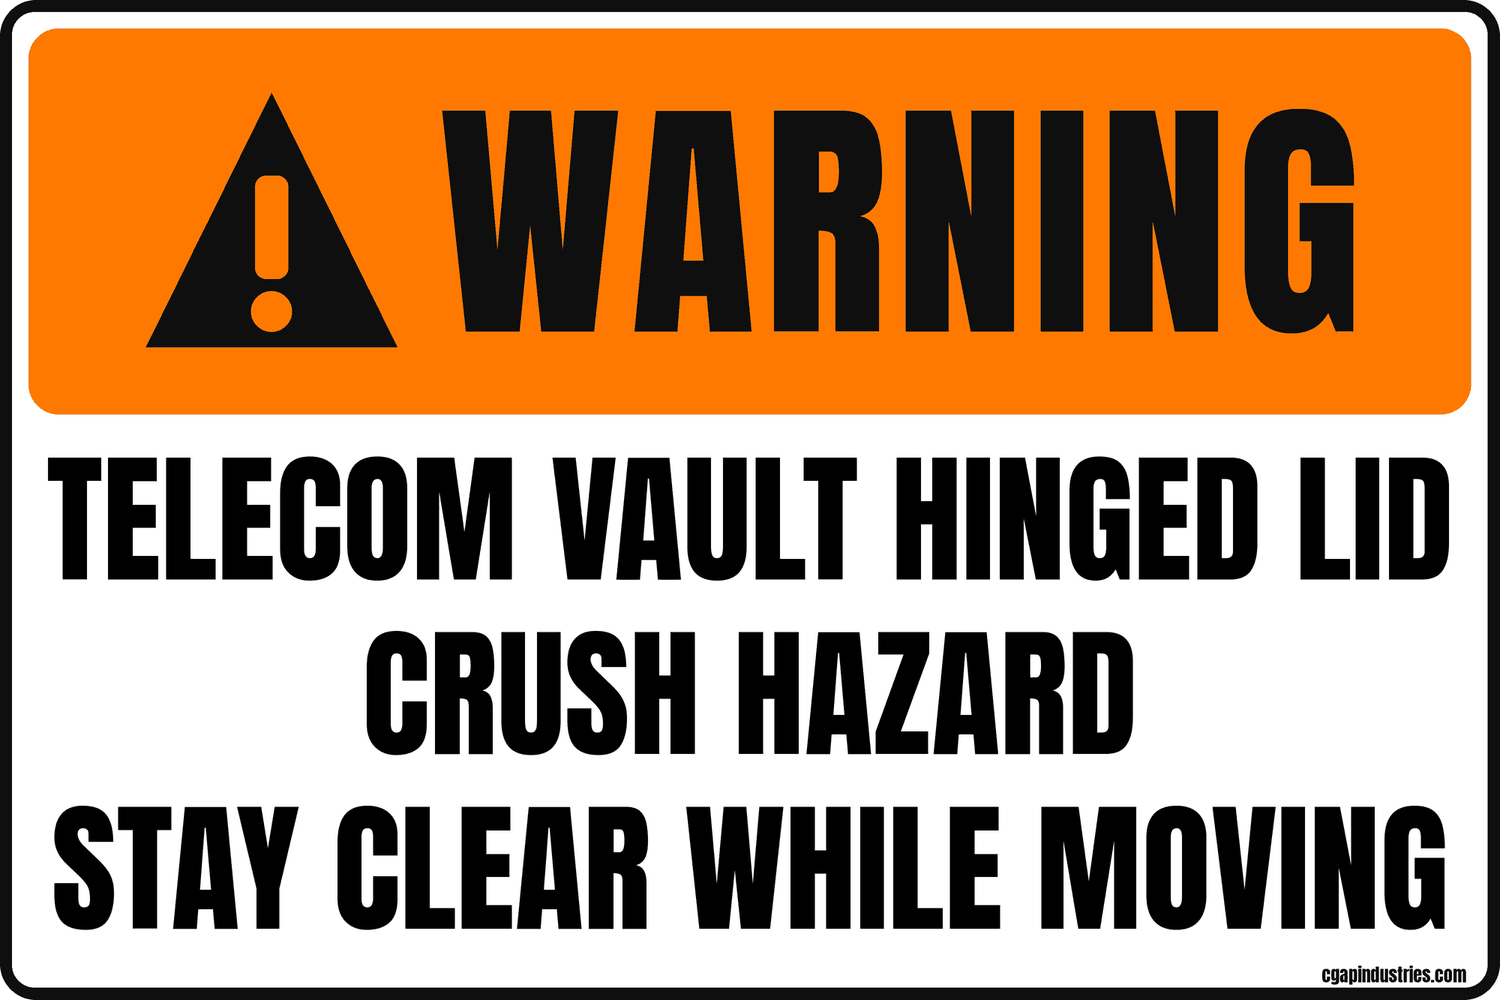 WARNING
TELECOM VAULT HINGED LID
CRUSH HAZARD
STAY CLEAR WHILE MOVING
cgapindustries.com